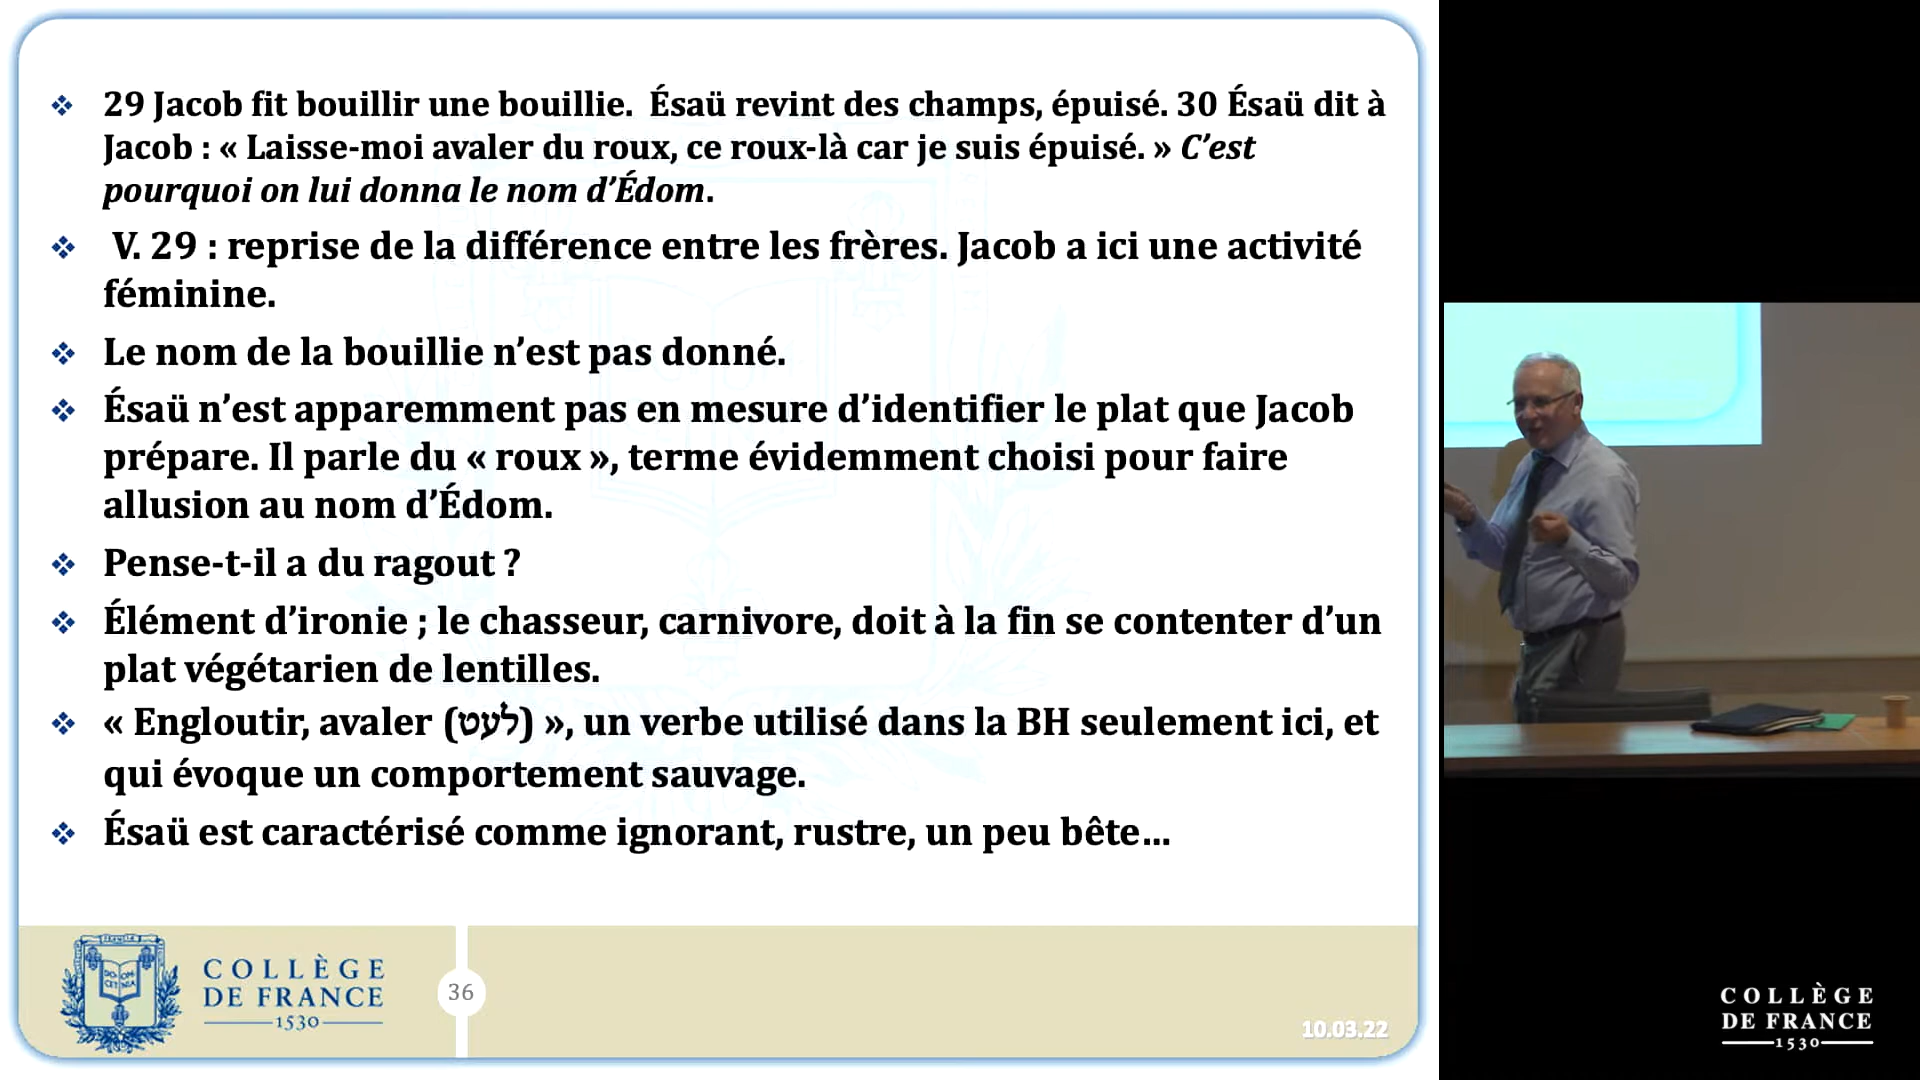 29 Jacob fit bouillir une bouillie.  Ésaü revint des champs, épuisé. 30 Ésaü dit à
Jacob : « Laisse-moi avaler du roux, ce roux-là car je suis épuisé. » C’est
pourquoi on lui donna le nom d’Édom.
V. 29 : reprise de la différence entre les frères. Jacob a ici une activité
féminine.
Le nom de la bouillie n’est pas donné.
Ésaü n’est apparemment pas en mesure d’identifier le plat que Jacob
prépare. Il parle du « roux », terme évidemment choisi pour faire
allusion au nom d’Édom.
Pense-t-il a du ragout ?
Élément d’ironie ; le chasseur, carnivore, doit à la fin se contenter d’un
plat végétarien de lentilles.
« Engloutir, avaler (לעט) », un verbe utilisé dans la BH seulement ici, et
qui évoque un comportement sauvage.
Ésaü est caractérisé comme ignorant, rustre, un peu bête…
COLLÈGE
DE FRANCE
1530
36
10.03.22
COLLÈGE
DE FRANCE
1530